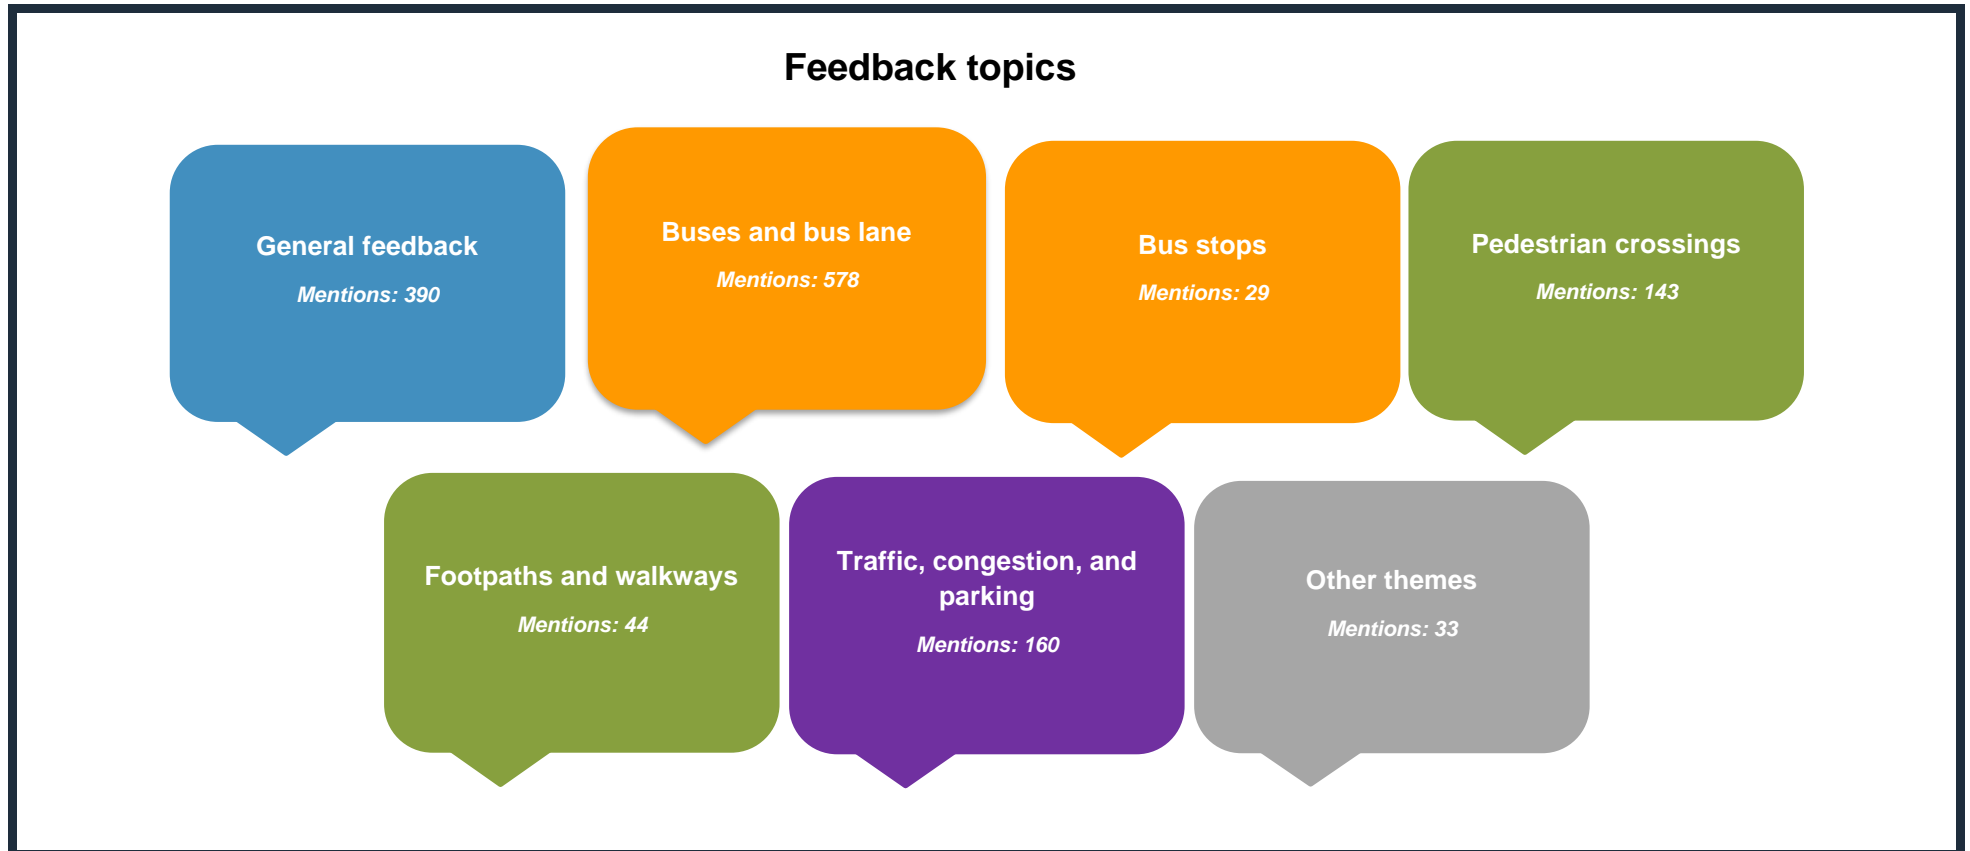 Feedback topics
General feedback
Mentions: 390
Buses and bus lane
Mentions: 578
Bus stops
Mentions: 29
Pedestrian crossings
Mentions: 143
Footpaths and walkways
Mentions: 44
Traffic, congestion, and
parking
Mentions: 160
Other themes
Mentions: 33